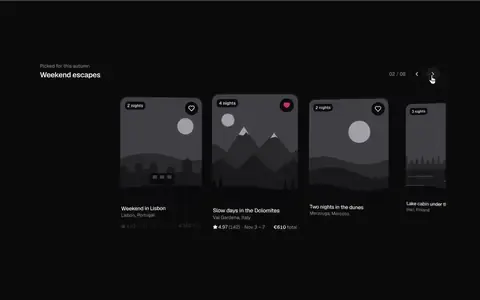 Picked for this autumn
Weekend escapes
02 / 08
2 nights
4 nights
2 nights
3 nights
Weekend in Lisbon
Lisbon, Portugal
Slow days in the Dolomites
Val Gardena, Italy
4.97 (142) · Nov 3 – 7
€610 total
Two nights in the dunes
Merzouga, Morocco
Lake cabin under t